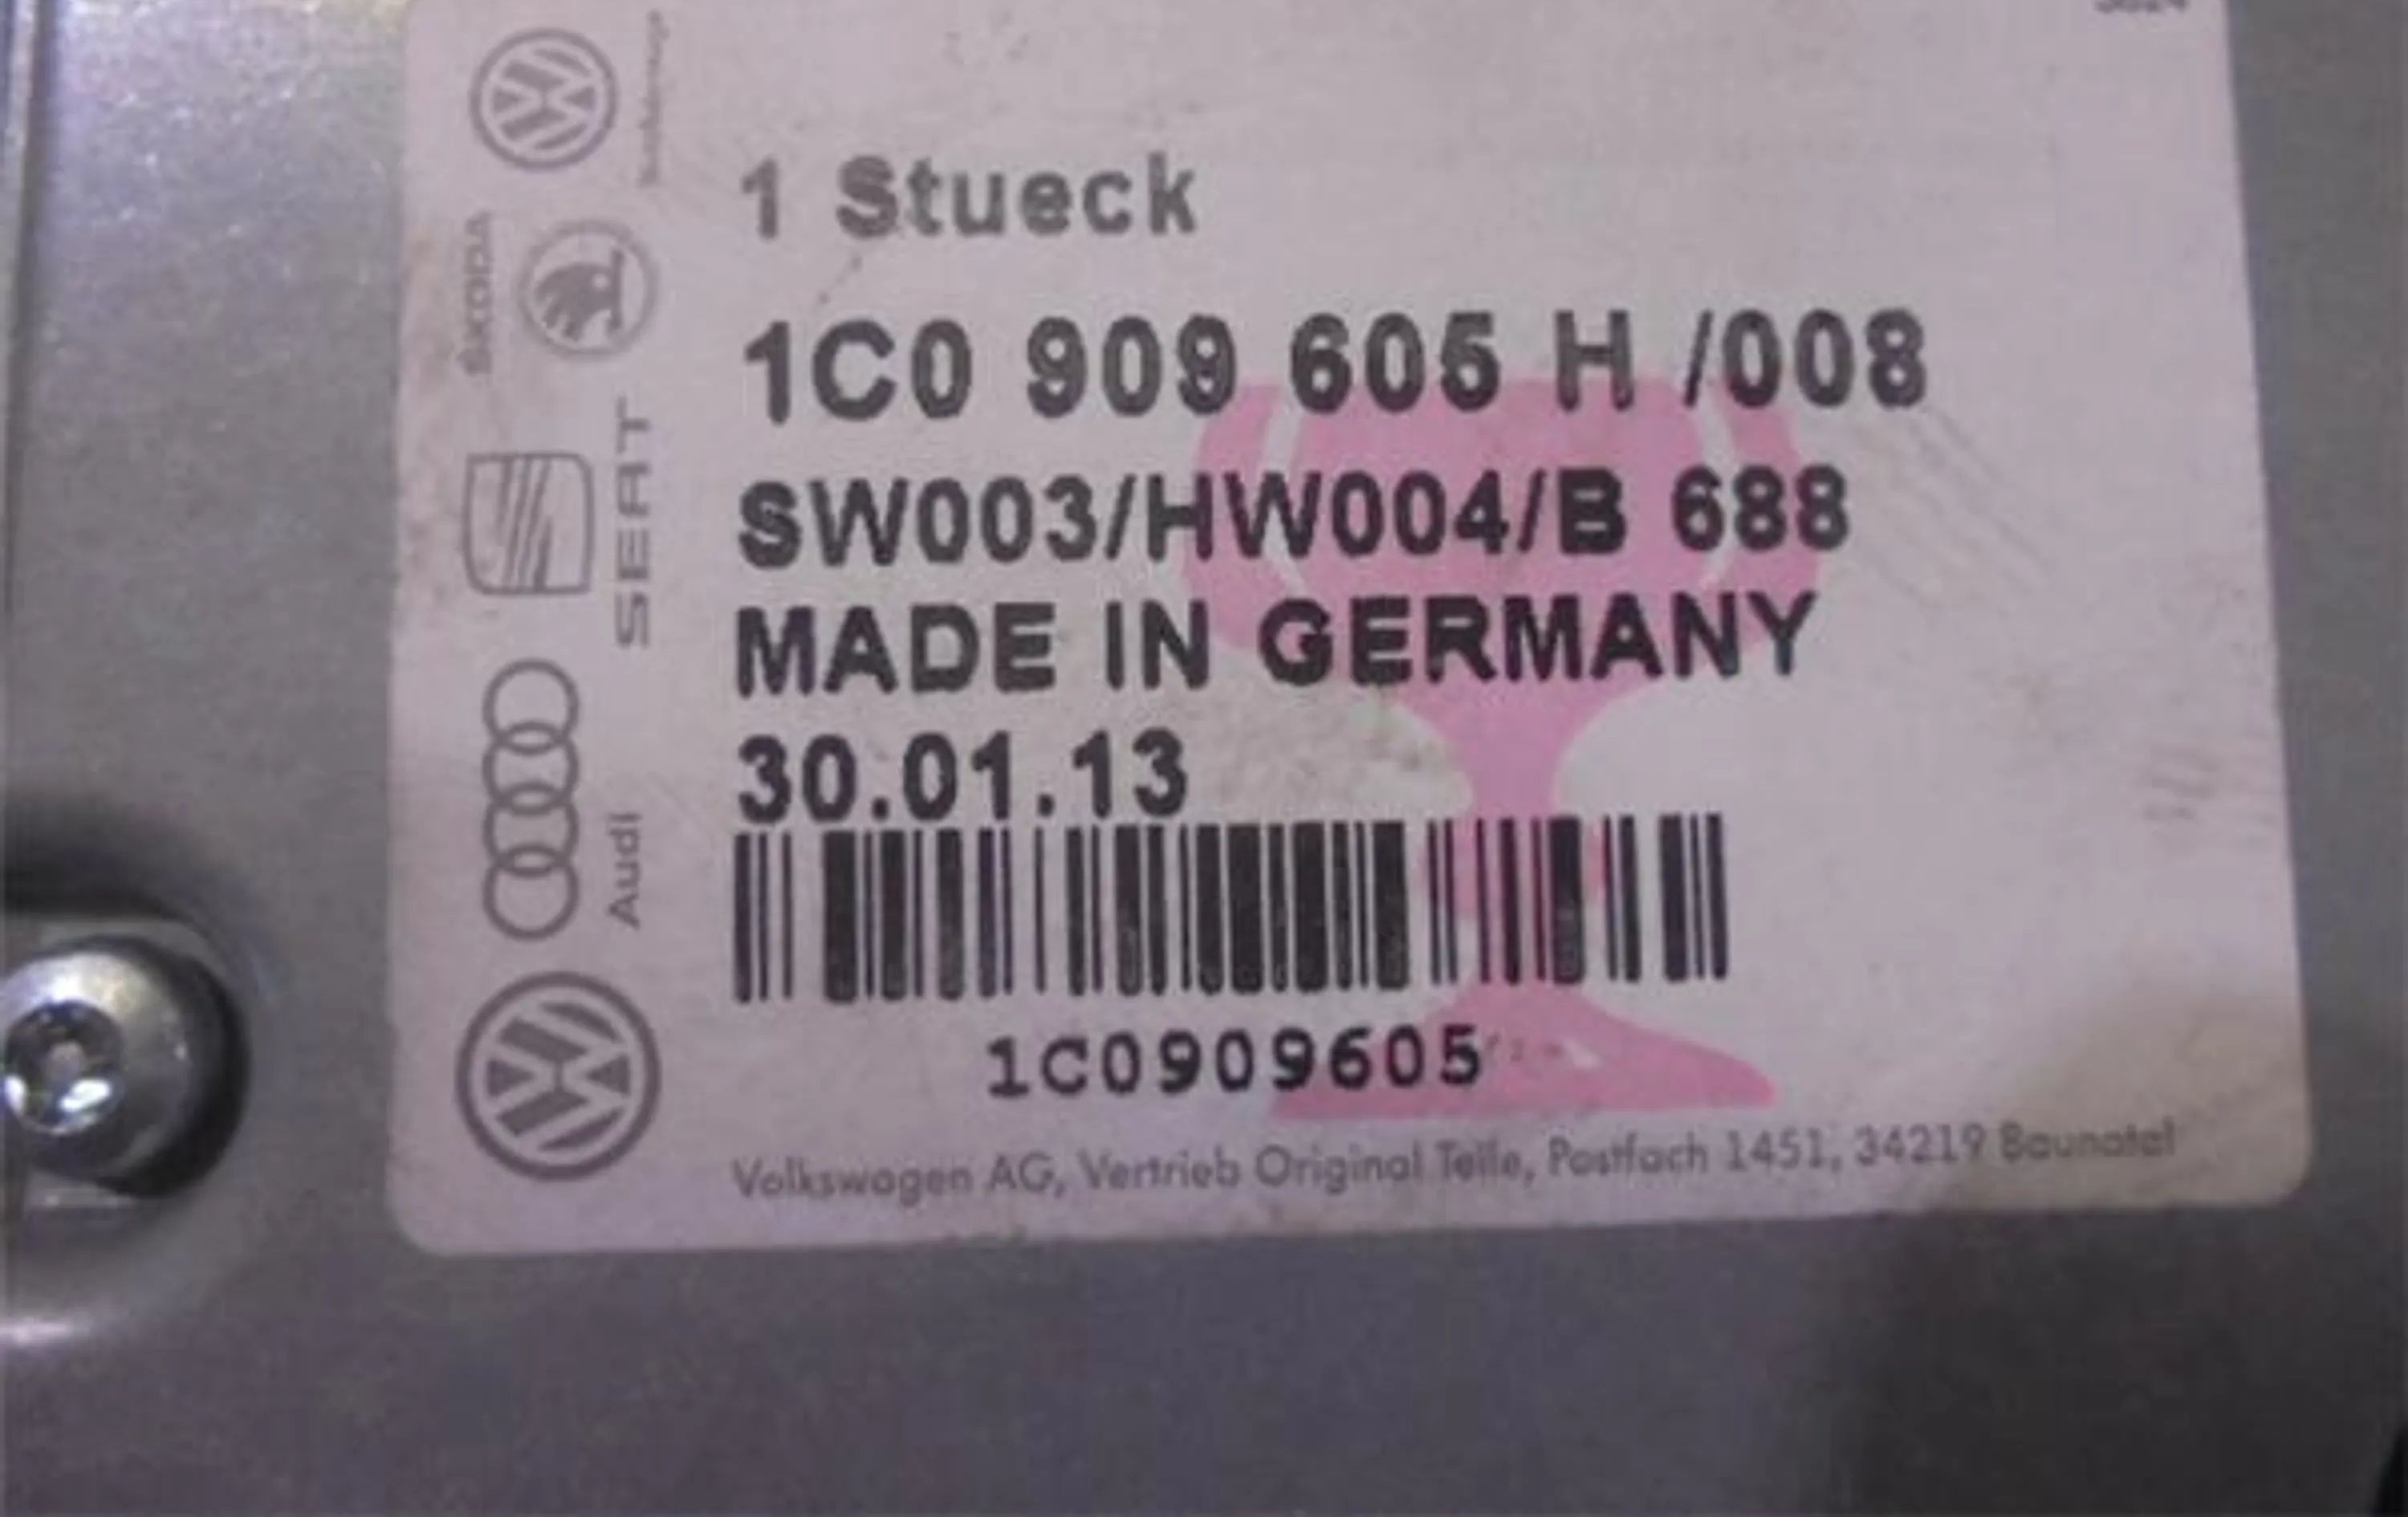 1 Stueck
1C0 909 605 H /008
SW003/HW004/B 688
MADE IN GERMANY
30.01.13
1C0909605
Volkswagen AG, Vertrieb Original Teile, Postfach 1451, 34219 Baunatal
ŠKODA
SEAT
Audi